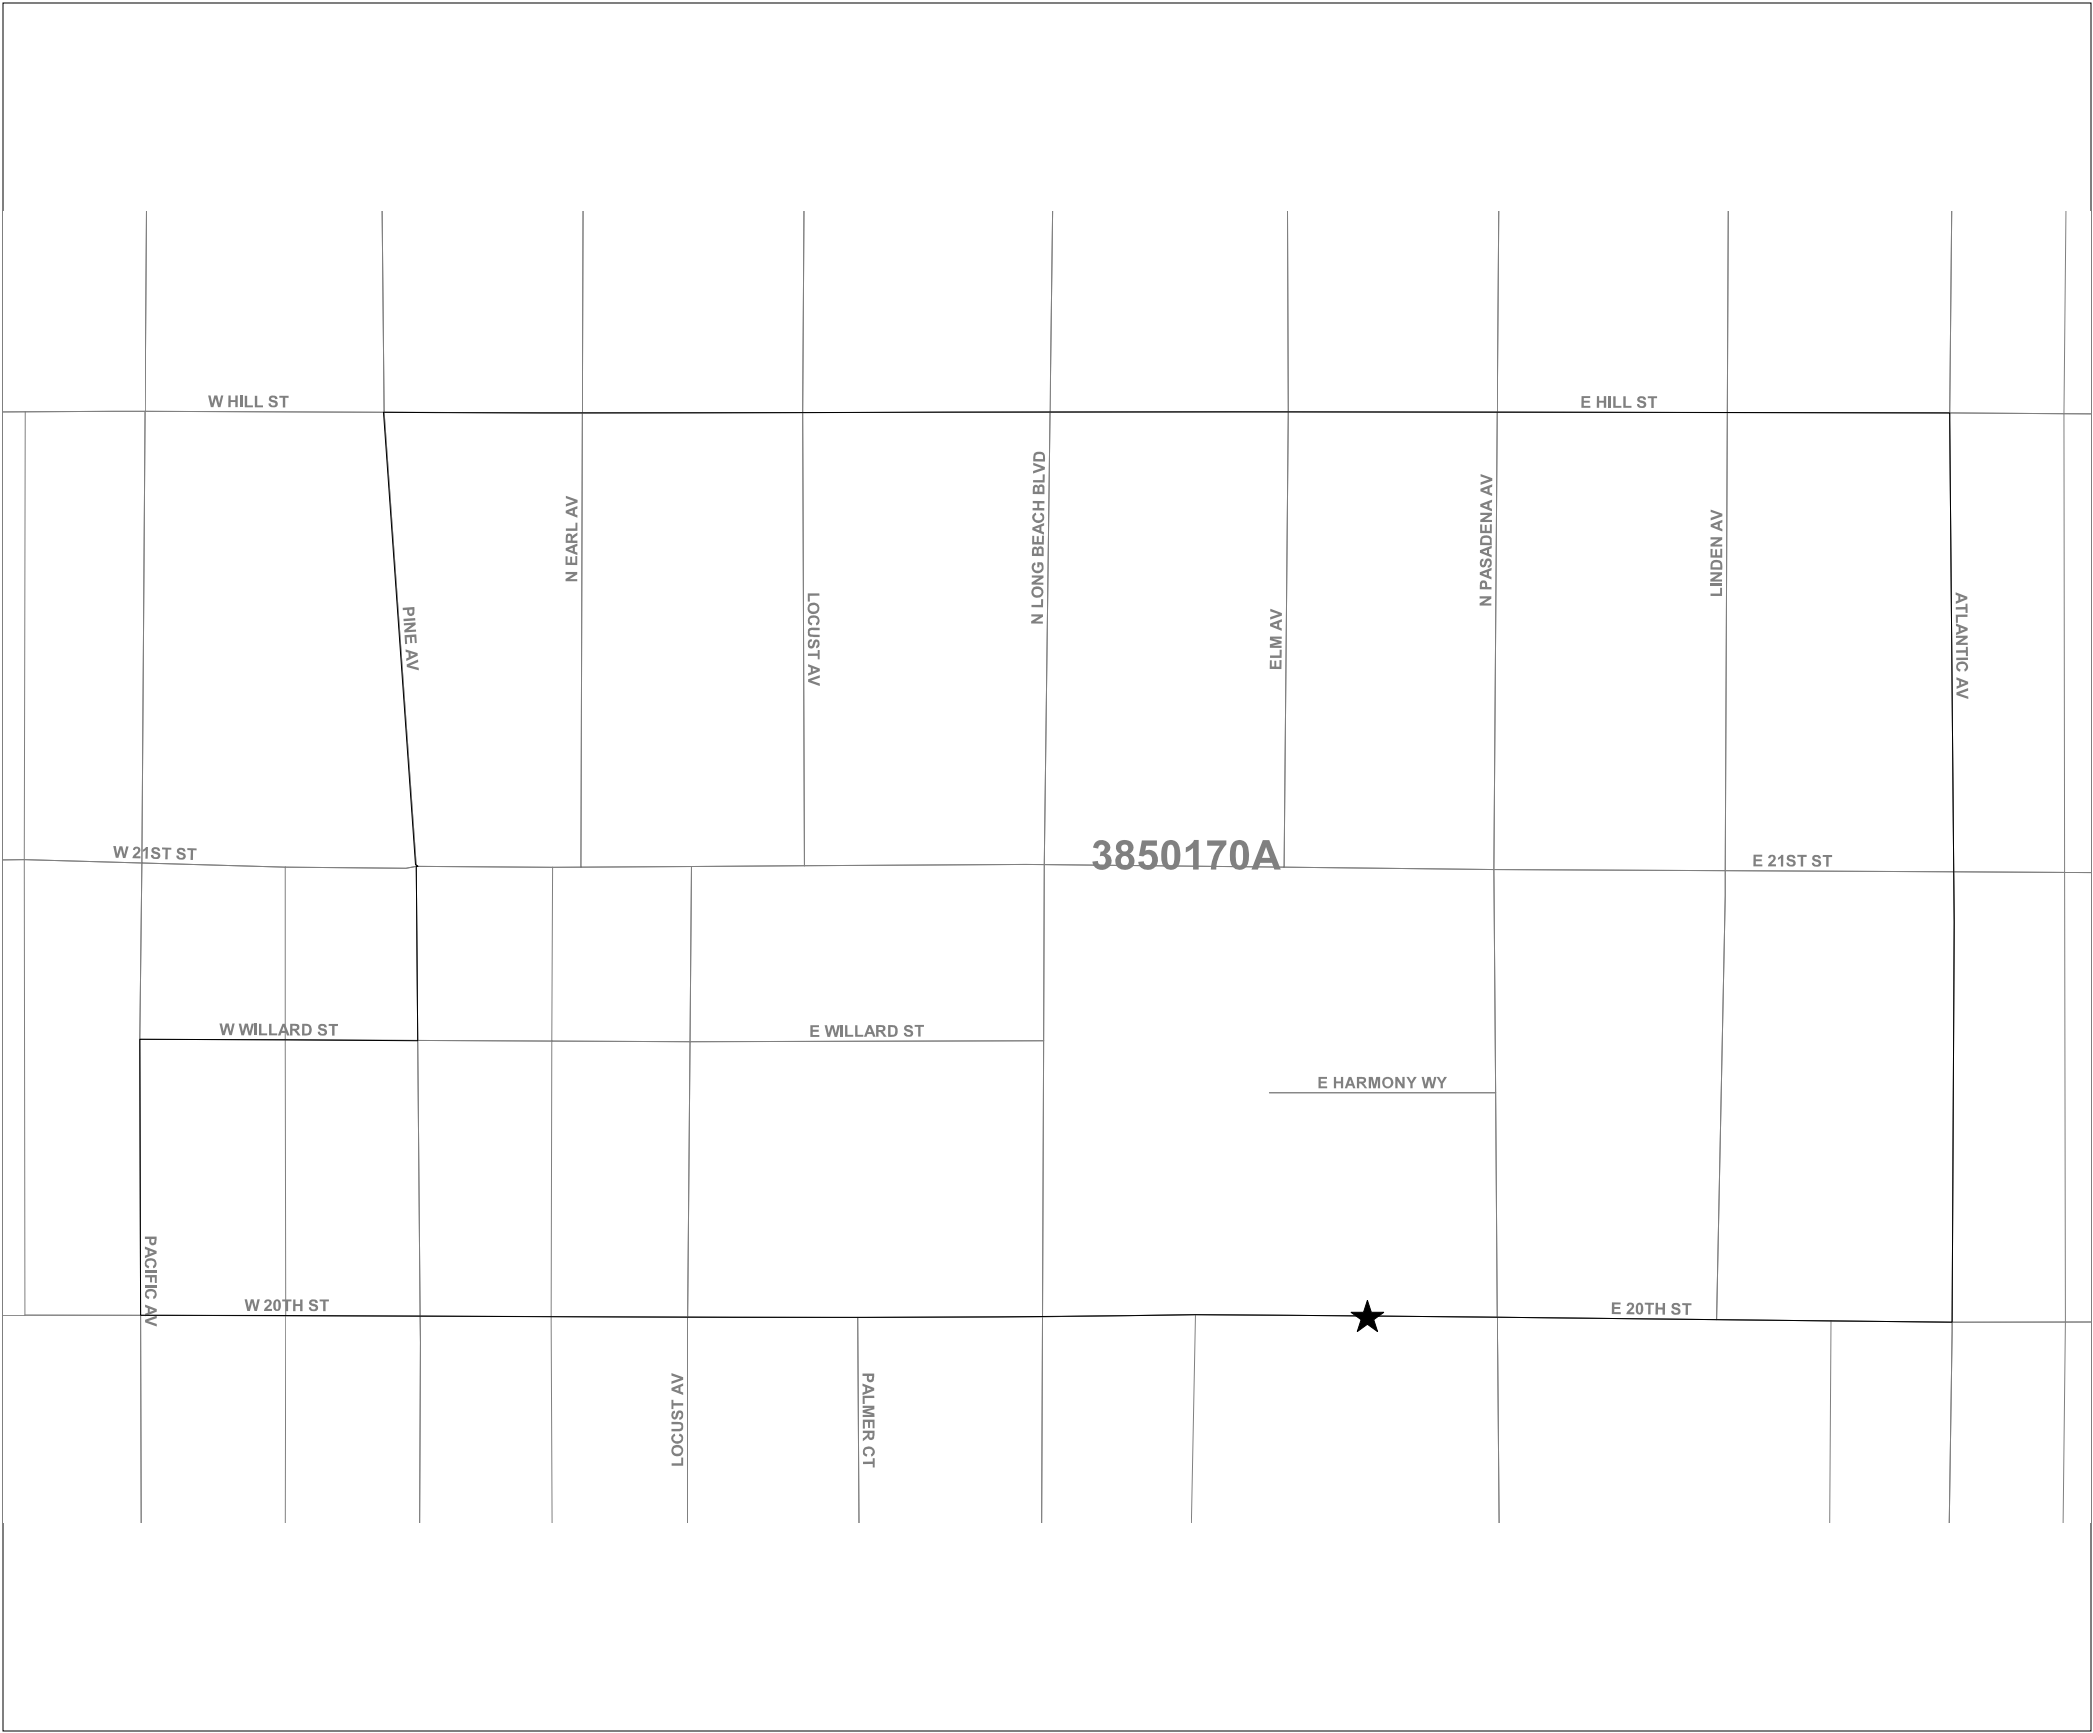 W HILL ST
E HILL ST
N LONG BEACH BLVD
N PASADENA AV
N EARL AV
LINDEN AV
PINE AV
LOCUST AV
ELM AV
ATLANTIC AV
3850170A
W 21ST ST
E 21ST ST
W WILLARD ST
E WILLARD ST
E HARMONY WY
PACIFIC AV
W 20TH ST
E 20TH ST
LOCUST AV
PALMER CT